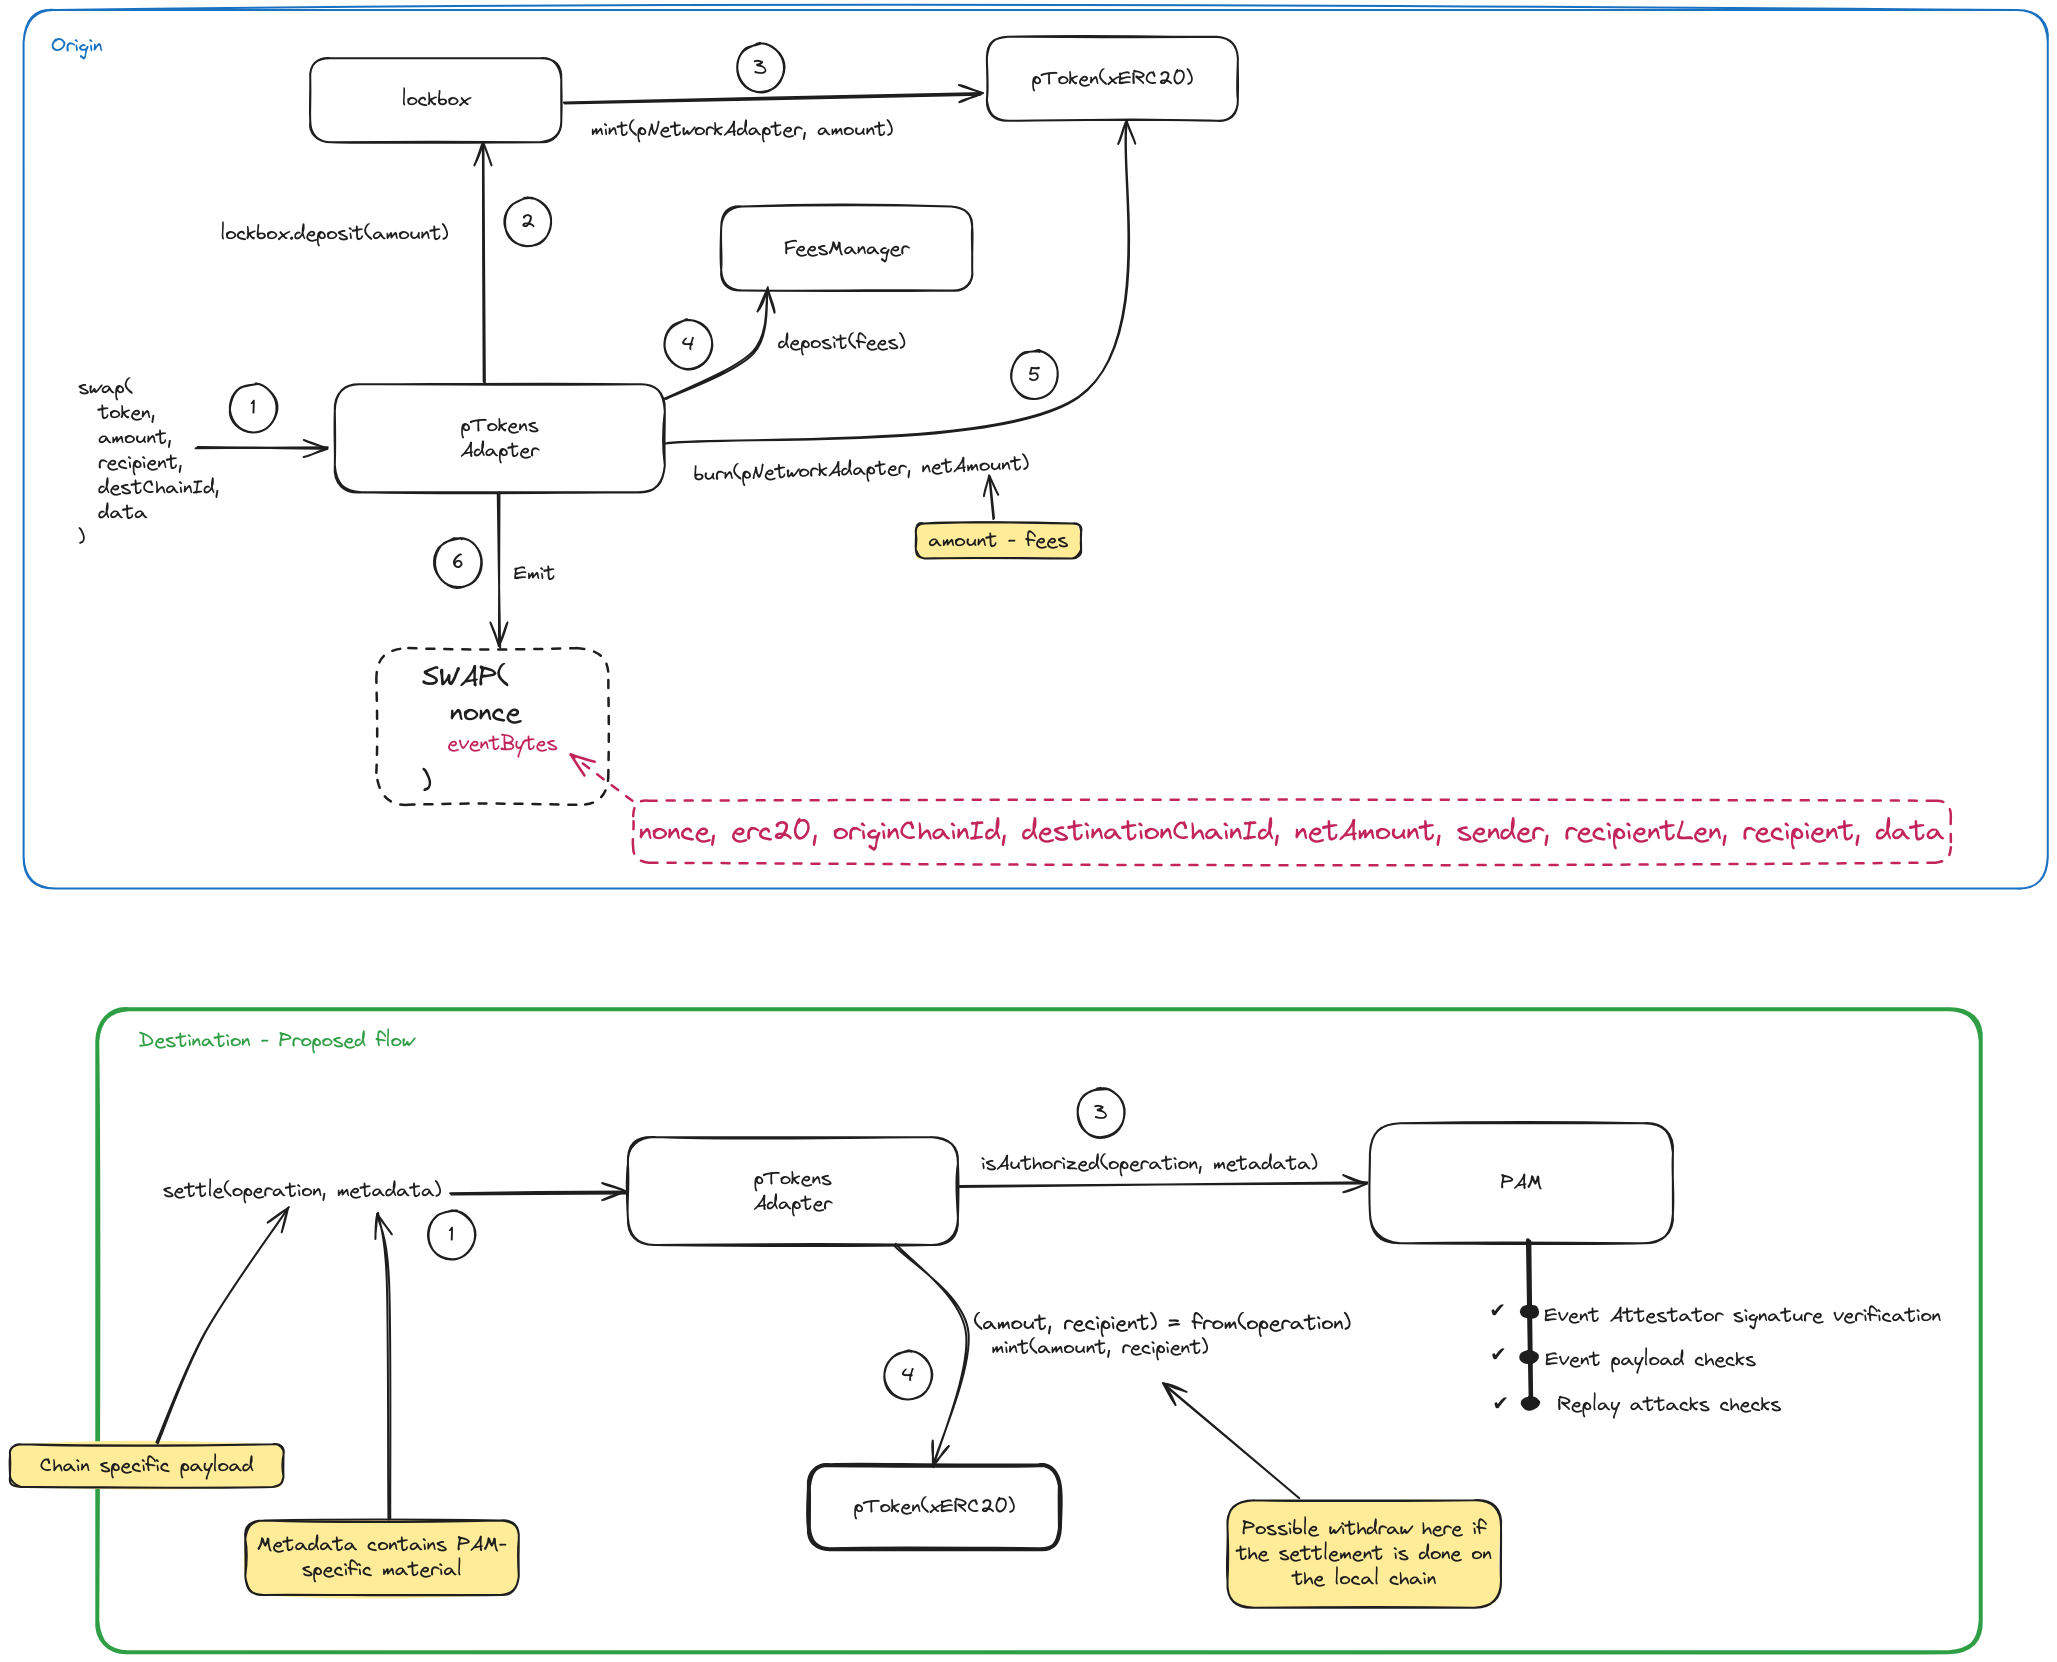 Origin
lockbox
3
pToken(xERC20)
mint(pNetworkAdapter, amount)
lockbox.deposit(amount)
2
FeesManager
4
deposit(fees)
5
swap(
token,
amount,
recipient,
destChainId,
data
)
1
pTokens
Adapter
burn(pNetworkAdapter, netAmount)
amount - fees
6
Emit
SWAP(
nonce
eventBytes
)
nonce, erc20, originChainId, destinationChainId, netAmount, sender, recipientLen, recipient, data
Destination - Proposed flow
3
settle(operation, metadata)
1
pTokens
Adapter
isAuthorized(operation, metadata)
PAM
(amout, recipient) = from(operation)
mint(amount, recipient)
4
✔ Event Attestator signature verification
✔ Event payload checks
✔ Replay attacks checks
Chain specific payload
Metadata contains PAM-
specific material
pToken(xERC20)
Possible withdraw here if
the settlement is done on
the local chain